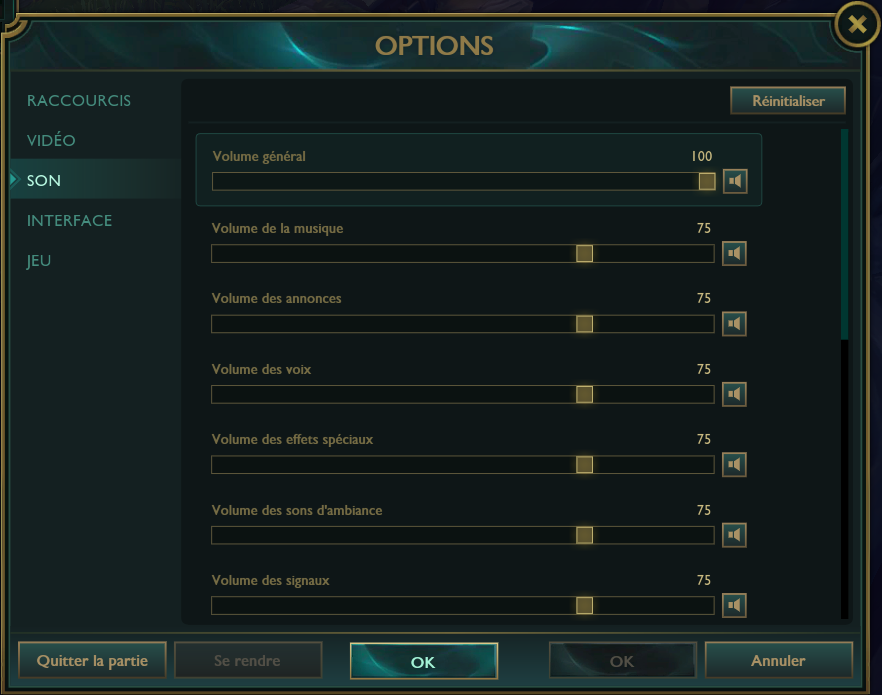 OPTIONS
RACCOURCIS
VIDÉO
SON
INTERFACE
JEU
Réinitialiser
Volume général 100
Volume de la musique 75
Volume des annonces 75
Volume des voix 75
Volume des effets spéciaux 75
Volume des sons d'ambiance 75
Volume des signaux 75
Quitter la partie Se rendre OK OK Annuler